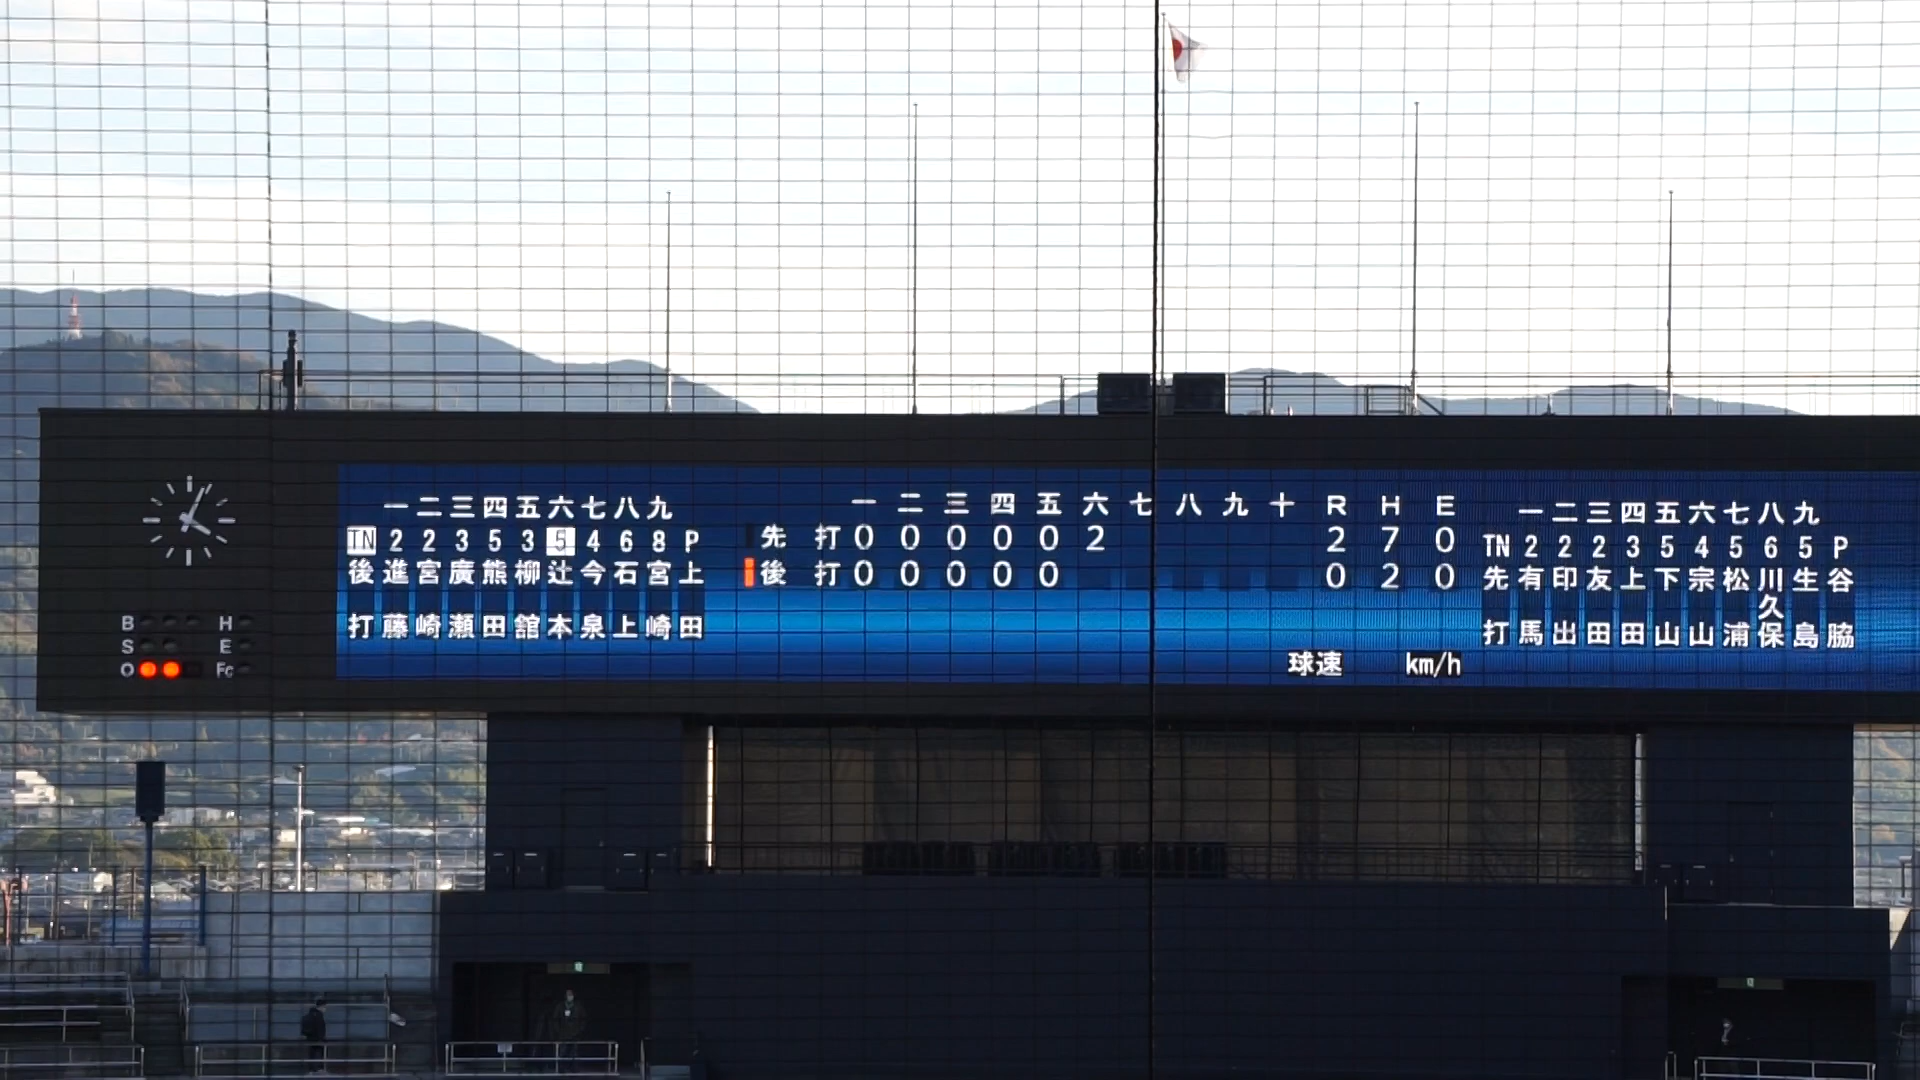 一二三四五六七八九
TN 2 2 3 5 3 5 4 6 8 P
後 進 宮 廣 熊 柳 辻 今 石 宮 上
打 藤 崎 瀬 田 舘 本 泉 上 崎 田
一 二 三 四 五 六 七 八 九 十 R H E
先 打 0 0 0 0 0 2 2 7 0
後 打 0 0 0 0 0 0 2 0
球速 km/h
一二三四五六七八九
TN 2 2 2 3 5 4 5 6 5 P
先 有 印 友 上 下 宗 松 川 生 谷
久
打 馬 出 田 田 山 山 浦 保 島 脇
B H
S E
O Fc